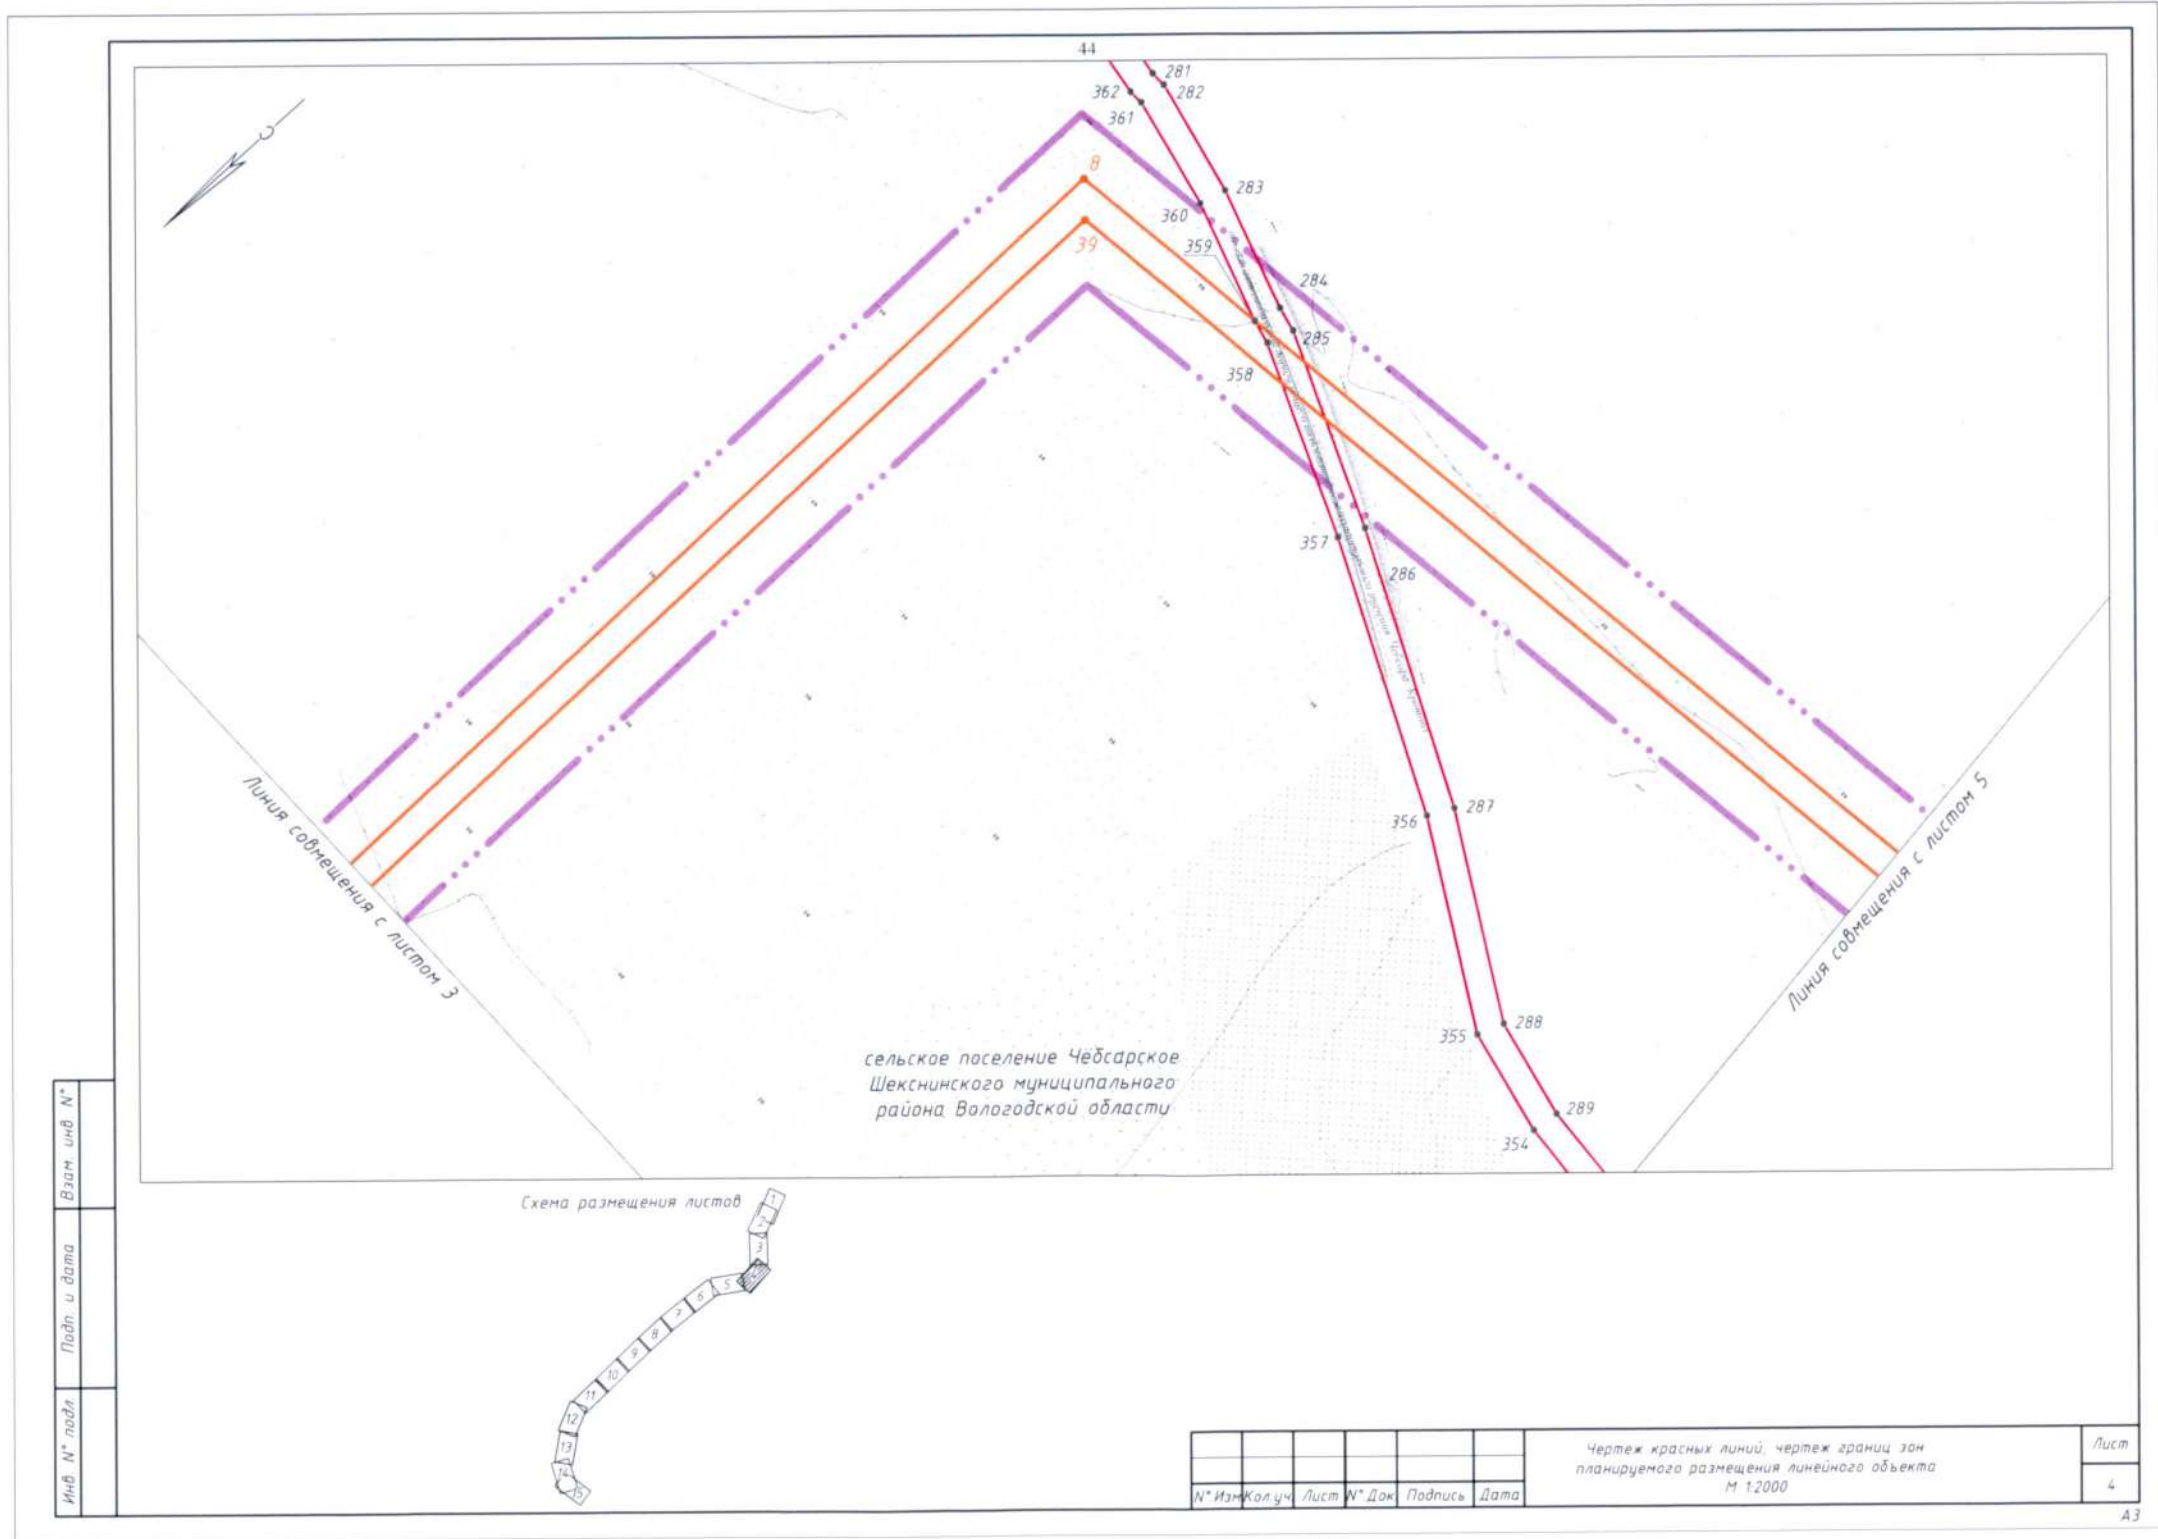 44
281
362
282
361
С
8
283
360
39
359
284
285
358
357
286
287
356
Линия совмещения с листом 3
Линия совмещения с листом 5
288
355
289
354
сельское поселение Чёбсарское
Шекснинского муниципального
района Вологодской области
Схема размещения листов
1
2
3
4
5
6
7
8
9
10
11
12
13
14
15
Взам. инв N°
Подп. и дата
Инв. N° подл
Чертеж красных линий, чертеж границ зон
планируемого размещения линейного объекта
М 1:2000
Лист
4
N° Изм Кол.уч Лист N° Док Подпись Дата
А3